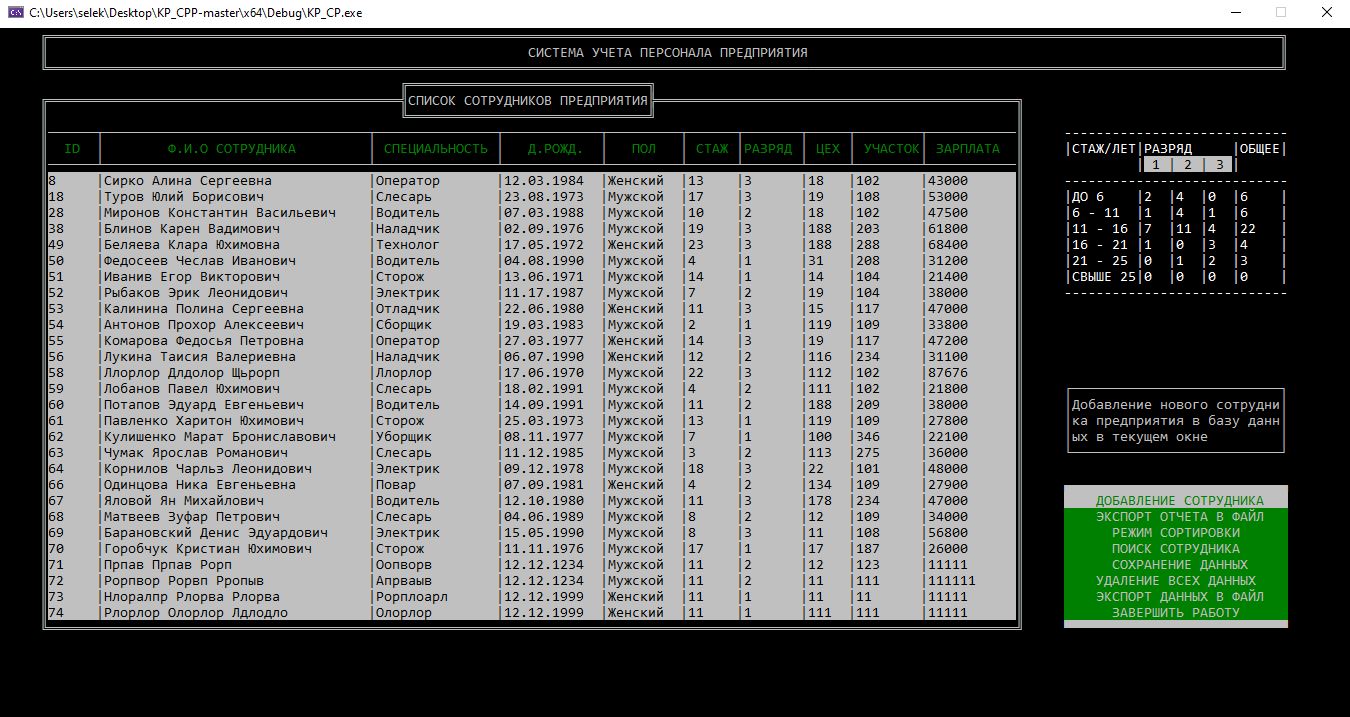 C:\Users\selek\Desktop\KP_CPP-master\x64\Debug\KP_CP.exe
СИСТЕМА УЧЕТА ПЕРСОНАЛА ПРЕДПРИЯТИЯ
СПИСОК СОТРУДНИКОВ ПРЕДПРИЯТИЯ
ID Ф.И.О СОТРУДНИКА СПЕЦИАЛЬНОСТЬ Д.РОЖД. ПОЛ СТАЖ РАЗРЯД ЦЕХ УЧАСТОК ЗАРПЛАТА
8 |Сирко Алина Сергеевна |Оператор |12.03.1984 |Женский |13 |3 |18 |102 |43000
18 |Туров Юлий Борисович |Слесарь |23.08.1973 |Мужской |17 |3 |19 |108 |53000
28 |Миронов Константин Васильевич |Водитель |07.03.1988 |Мужской |10 |2 |18 |102 |47500
38 |Блинов Карен Вадимович |Наладчик |02.09.1976 |Мужской |19 |3 |188 |203 |61800
49 |Беляева Клара Юхимовна |Технолог |17.05.1972 |Женский |23 |3 |188 |288 |68400
50 |Федосеев Чеслав Иванович |Водитель |04.08.1990 |Мужской |4 |1 |31 |208 |31200
51 |Иванив Егор Викторович |Сторож |13.06.1971 |Мужской |14 |1 |14 |104 |21400
52 |Рыбаков Эрик Леонидович |Электрик |11.17.1987 |Мужской |7 |2 |19 |104 |38000
53 |Калинина Полина Сергеевна |Отладчик |22.06.1980 |Женский |11 |3 |15 |117 |47000
54 |Антонов Прохор Алексеевич |Сборщик |19.03.1983 |Мужской |2 |1 |119 |109 |33800
55 |Комарова Федосья Петровна |Оператор |27.03.1977 |Женский |14 |3 |19 |117 |47200
56 |Лукина Таисия Валериевна |Наладчик |06.07.1990 |Женский |12 |2 |116 |234 |31100
58 |Ллорлор Длдолор Щьрорп |Ллорлор |17.06.1970 |Мужской |22 |3 |112 |102 |87676
59 |Лобанов Павел Юхимович |Слесарь |18.02.1991 |Мужской |4 |2 |111 |102 |21800
60 |Потапов Эдуард Евгеньевич |Водитель |14.09.1991 |Мужской |11 |2 |188 |209 |38000
61 |Павленко Харитон Юхимович |Сторож |25.03.1973 |Мужской |13 |1 |119 |109 |27800
62 |Кулишенко Марат Брониславович |Уборщик |08.11.1977 |Мужской |7 |1 |100 |346 |22100
63 |Чумак Ярослав Романович |Слесарь |11.12.1985 |Мужской |3 |2 |113 |275 |36000
64 |Корнилов Чарльз Леонидович |Электрик |09.12.1978 |Мужской |18 |3 |22 |101 |48000
66 |Одинцова Ника Евгеньевна |Повар |07.09.1981 |Женский |4 |2 |134 |109 |27900
67 |Яловой Ян Михайлович |Водитель |12.10.1980 |Мужской |11 |3 |178 |234 |47000
68 |Матвеев Зуфар Петрович |Слесарь |04.06.1989 |Мужской |8 |2 |12 |109 |34000
69 |Барановский Денис Эдуардович |Электрик |15.05.1990 |Мужской |8 |3 |11 |108 |56800
70 |Горобчук Кристиан Юхимович |Сторож |11.11.1976 |Мужской |17 |1 |17 |187 |26000
71 |Прпав Прпав Рорп |Оопворв |12.12.1234 |Мужской |11 |2 |12 |123 |11111
72 |Рорпвор Рорвп Рропыв |Апрваыв |12.12.1234 |Мужской |11 |2 |11 |111 |111111
73 |Нлоралпр Рлорва Рлорва |Рорплоарл |12.12.1999 |Женский |11 |1 |11 |11 |11111
74 |Рлорлор Олорлор Лдлодло |Олорлор |12.12.1999 |Женский |11 |1 |111 |111 |11111
|СТАЖ/ЛЕТ|РАЗРЯД |ОБЩЕЕ|
| 1 | 2 | 3 |
|ДО 6 |2 |4 |0 |6 |
|6 - 11 |1 |4 |1 |6 |
|11 - 16 |7 |11 |4 |22 |
|16 - 21 |1 |0 |3 |4 |
|21 - 25 |0 |1 |2 |3 |
|СВЫШЕ 25|0 |0 |0 |0 |
Добавление нового сотрудни
ка предприятия в базу данн
ых в текущем окне
ДОБАВЛЕНИЕ СОТРУДНИКА
ЭКСПОРТ ОТЧЕТА В ФАЙЛ
РЕЖИМ СОРТИРОВКИ
ПОИСК СОТРУДНИКА
СОХРАНЕНИЕ ДАННЫХ
УДАЛЕНИЕ ВСЕХ ДАННЫХ
ЭКСПОРТ ДАННЫХ В ФАЙЛ
ЗАВЕРШИТЬ РАБОТУ